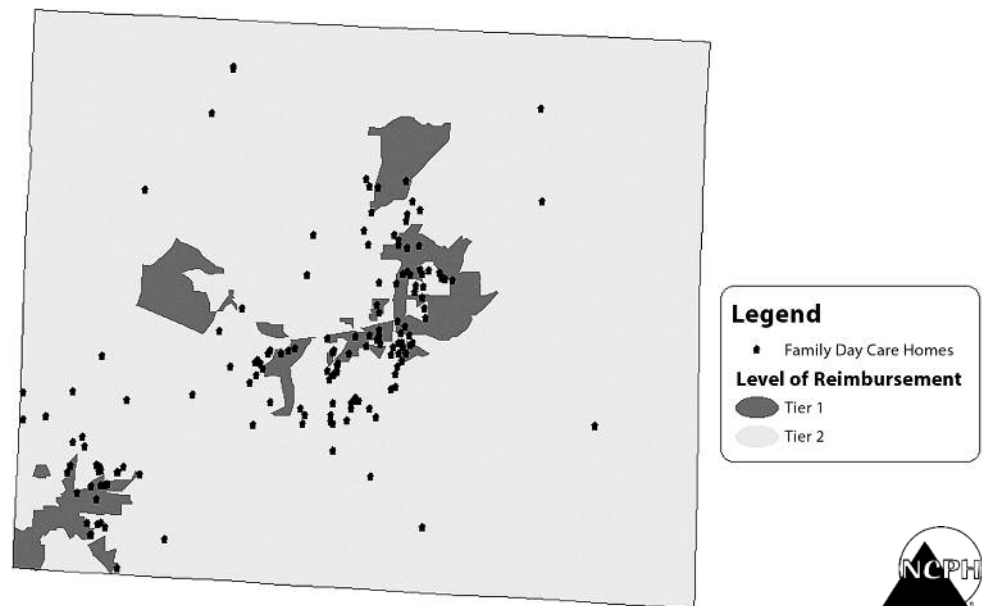 Legend
Family Day Care Homes
Level of Reimbursement
Tier 1
Tier 2
NCPH
®